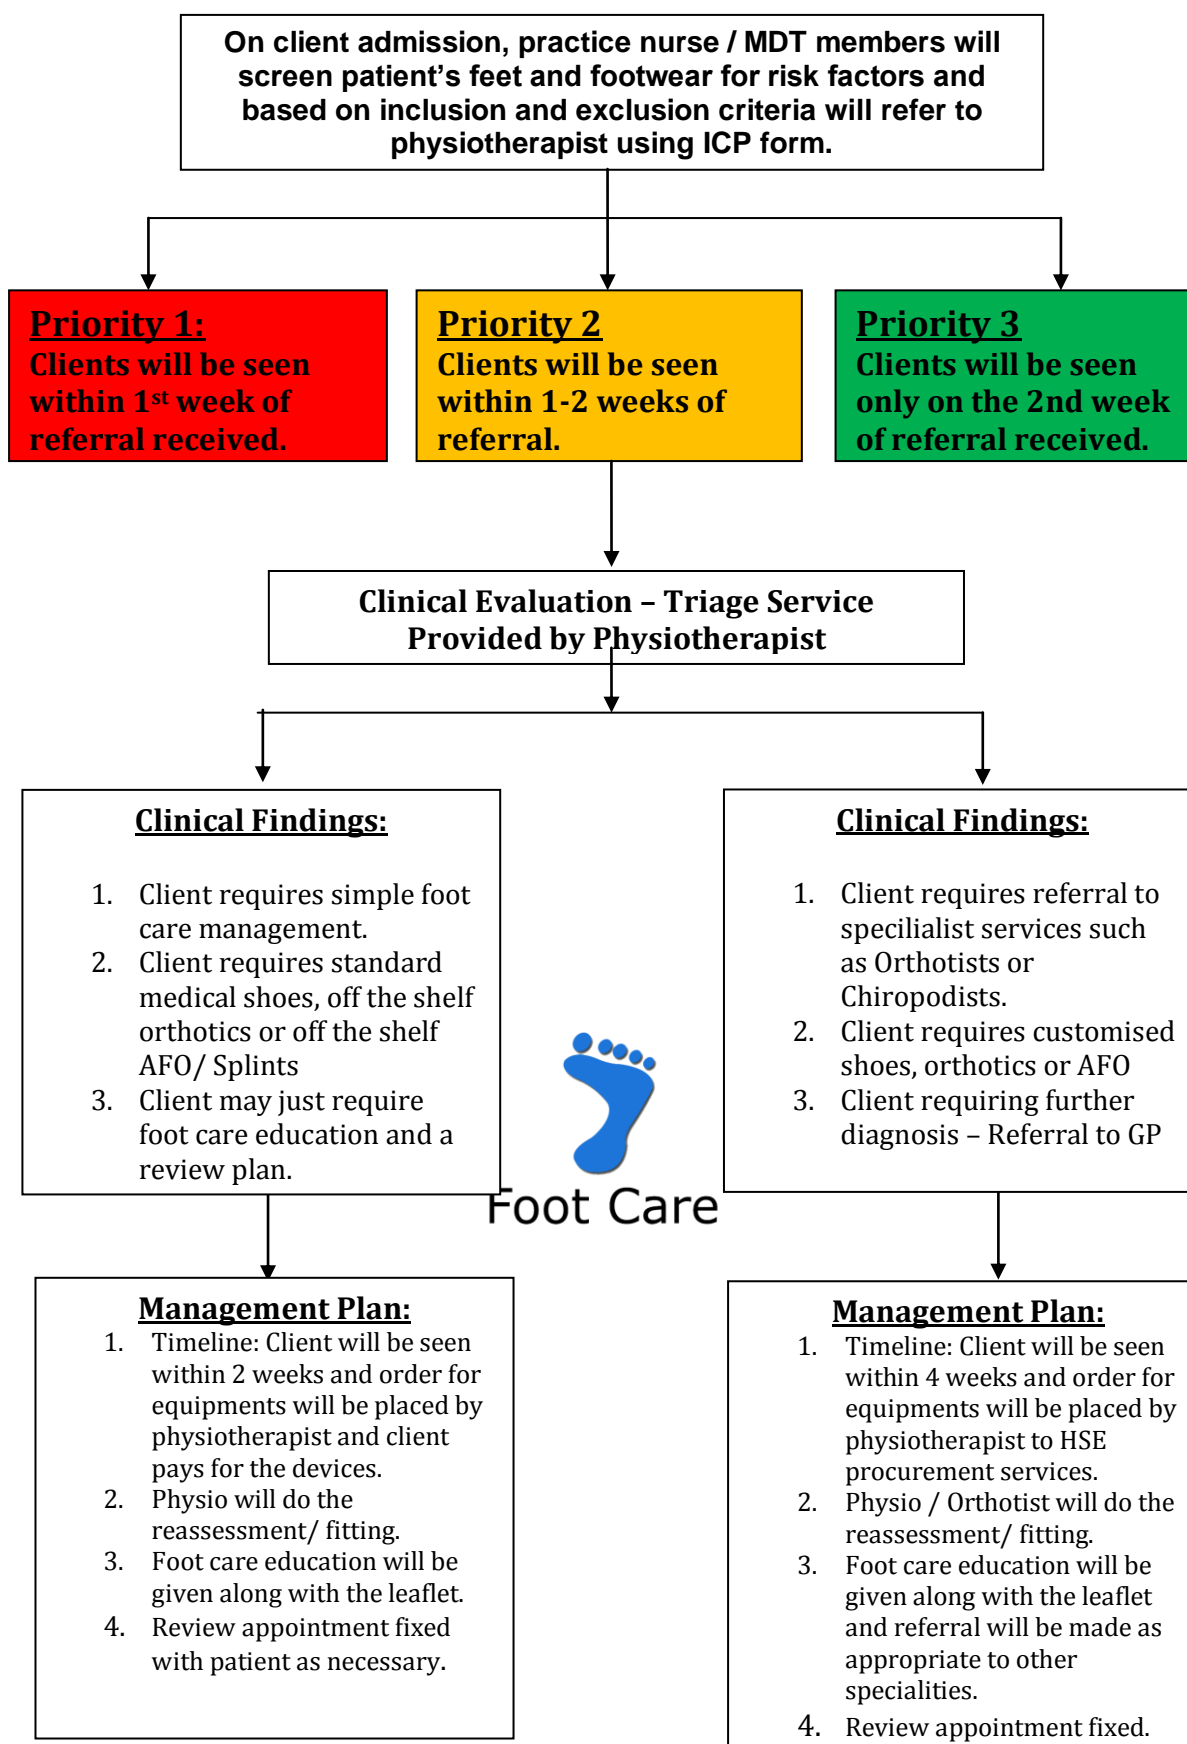 On client admission, practice nurse / MDT members will
screen patient’s feet and footwear for risk factors and
based on inclusion and exclusion criteria will refer to
physiotherapist using ICP form.
Priority 1:
Clients will be seen
within 1st week of
referral received.
Priority 2
Clients will be seen
within 1-2 weeks of
referral.
Priority 3
Clients will be seen
only on the 2nd week
of referral received.
Clinical Evaluation – Triage Service
Provided by Physiotherapist
Clinical Findings:
1. Client requires simple foot
care management.
2. Client requires standard
medical shoes, off the shelf
orthotics or off the shelf
AFO/ Splints
3. Client may just require
foot care education and a
review plan.
Clinical Findings:
1. Client requires referral to
specilialist services such
as Orthotists or
Chiropodists.
2. Client requires customised
shoes, orthotics or AFO
3. Client requiring further
diagnosis – Referral to GP
Foot Care
Management Plan:
1. Timeline: Client will be seen
within 2 weeks and order for
equipments will be placed by
physiotherapist and client
pays for the devices.
2. Physio will do the
reassessment/ fitting.
3. Foot care education will be
given along with the leaflet.
4. Review appointment fixed
with patient as necessary.
Management Plan:
1. Timeline: Client will be seen
within 4 weeks and order for
equipments will be placed by
physiotherapist to HSE
procurement services.
2. Physio / Orthotist will do the
reassessment/ fitting.
3. Foot care education will be
given along with the leaflet
and referral will be made as
appropriate to other
specialities.
4. Review appointment fixed.